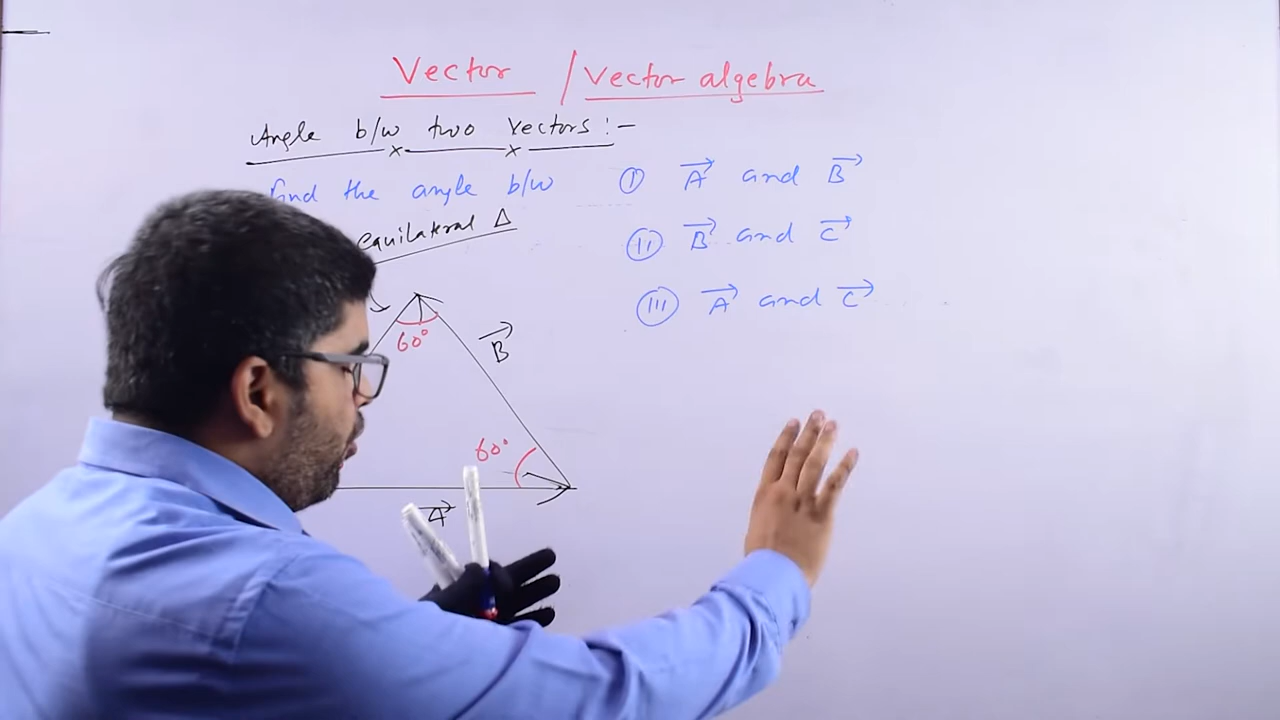 Vector / Vector algebra
Angle b/w two Vectors :-
find the angle b/w
equilateral Δ
I A⃗ and B⃗
II B⃗ and C⃗
III A⃗ and C⃗
60°
B⃗
60°
A⃗